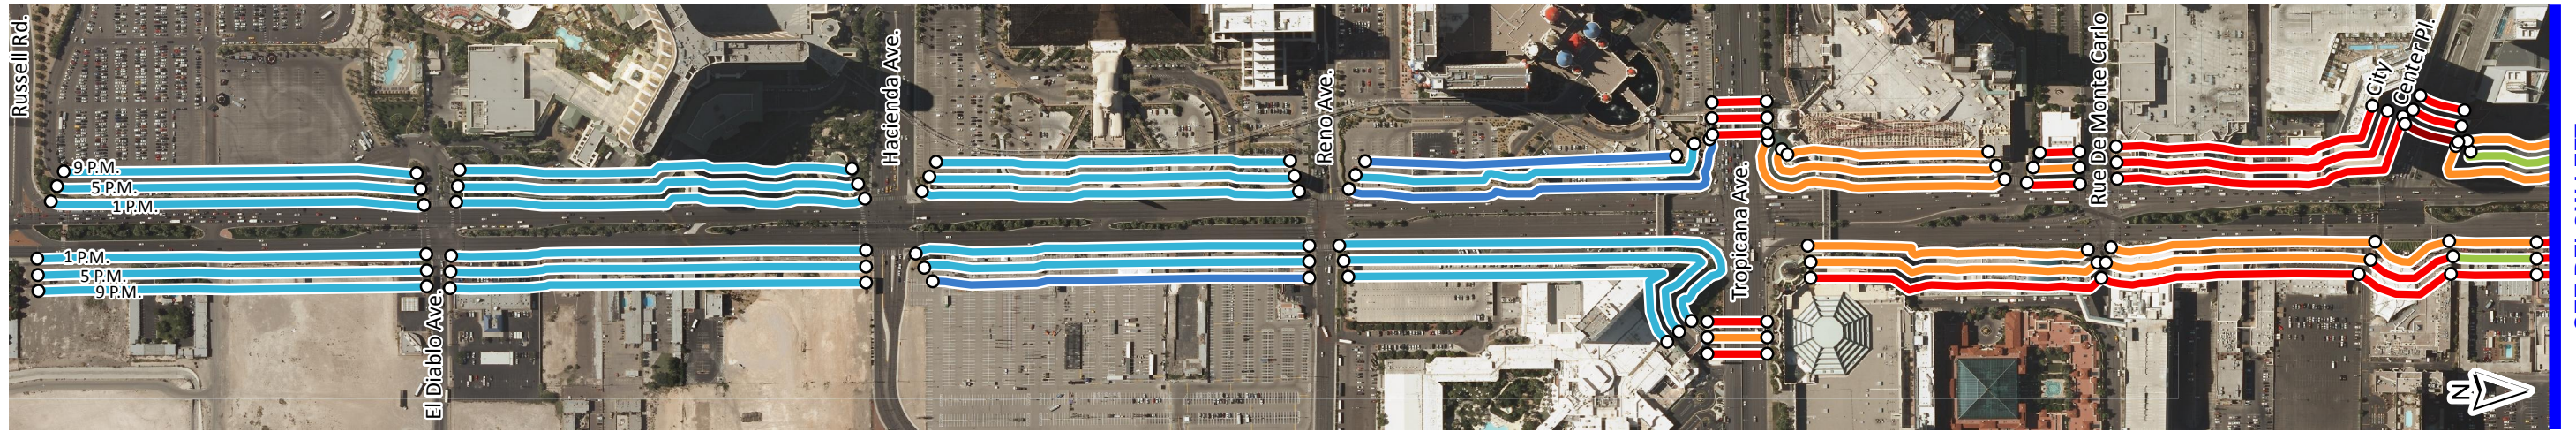 Russell Rd.
El Diablo Ave.
Hacienda Ave.
Reno Ave.
Tropicana Ave.
Rue De Monte Carlo
City
Center Pl.
9 P.M.
5 P.M.
1 P.M.
1 P.M.
5 P.M.
9 P.M.
N